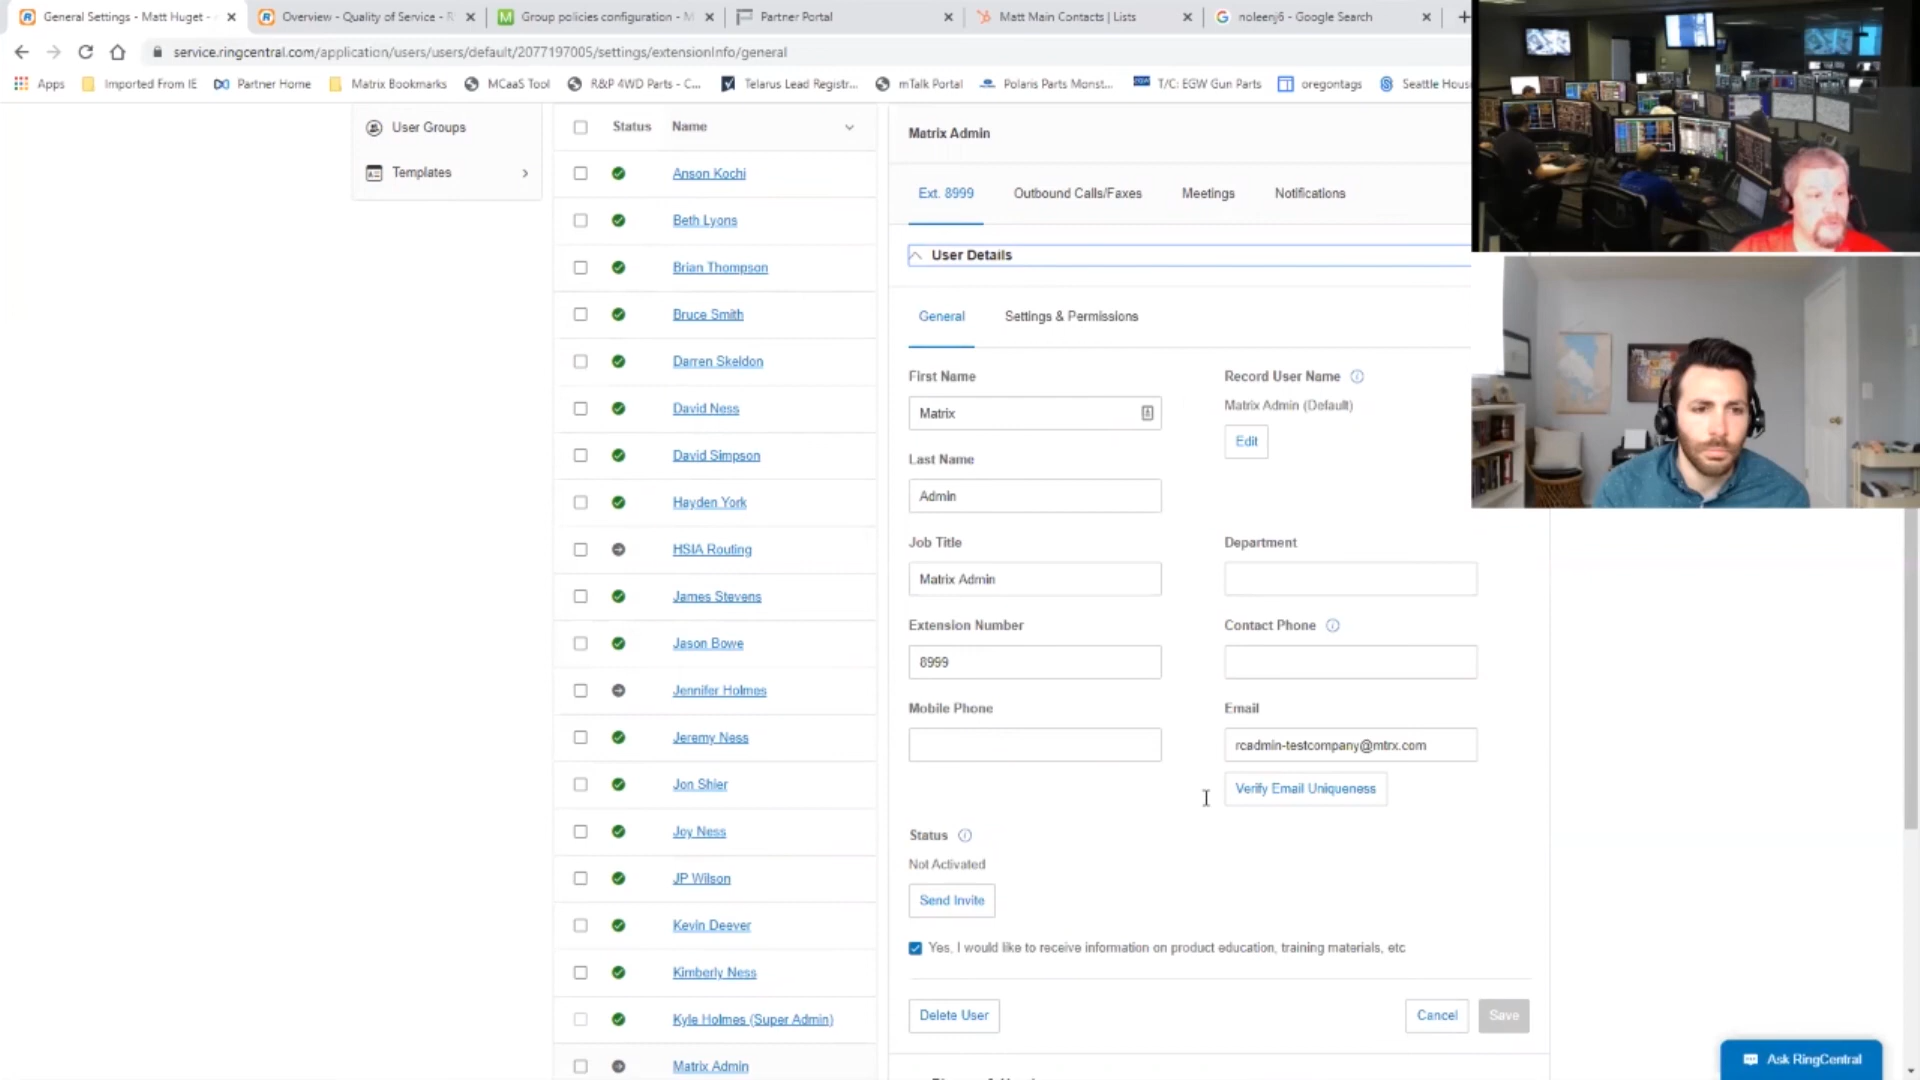 General Settings - Matt Huget -
Overview - Quality of Service - R
Group policies configuration - M
Partner Portal
Matt Main Contacts | Lists
noleenj6 - Google Search
service.ringcentral.com/application/users/users/default/2077197005/settings/extensionInfo/general
Apps
Imported From IE
Partner Home
Matrix Bookmarks
MCaaS Tool
R&P 4WD Parts - C...
Telarus Lead Registr...
mTalk Portal
Polaris Parts Monst...
T/C: EGW Gun Parts
oregontags
Seattle Hous
User Groups
Templates
Status Name
Anson Kochi
Beth Lyons
Brian Thompson
Bruce Smith
Darren Skeldon
David Ness
David Simpson
Hayden York
HSIA Routing
James Stevens
Jason Bowe
Jennifer Holmes
Jeremy Ness
Jon Shier
Joy Ness
JP Wilson
Kevin Deever
Kimberly Ness
Kyle Holmes (Super Admin)
Matrix Admin
Matrix Admin
Ext. 8999
Outbound Calls/Faxes
Meetings
Notifications
User Details
General
Settings & Permissions
First Name
Matrix
Record User Name
Matrix Admin (Default)
Edit
Last Name
Admin
Job Title
Matrix Admin
Department
Extension Number
8999
Contact Phone
Mobile Phone
Email
rcadmin-testcompany@mtrx.com
Verify Email Uniqueness
Status
Not Activated
Send Invite
Yes, I would like to receive information on product education, training materials, etc
Delete User
Cancel
Save
Ask RingCentral